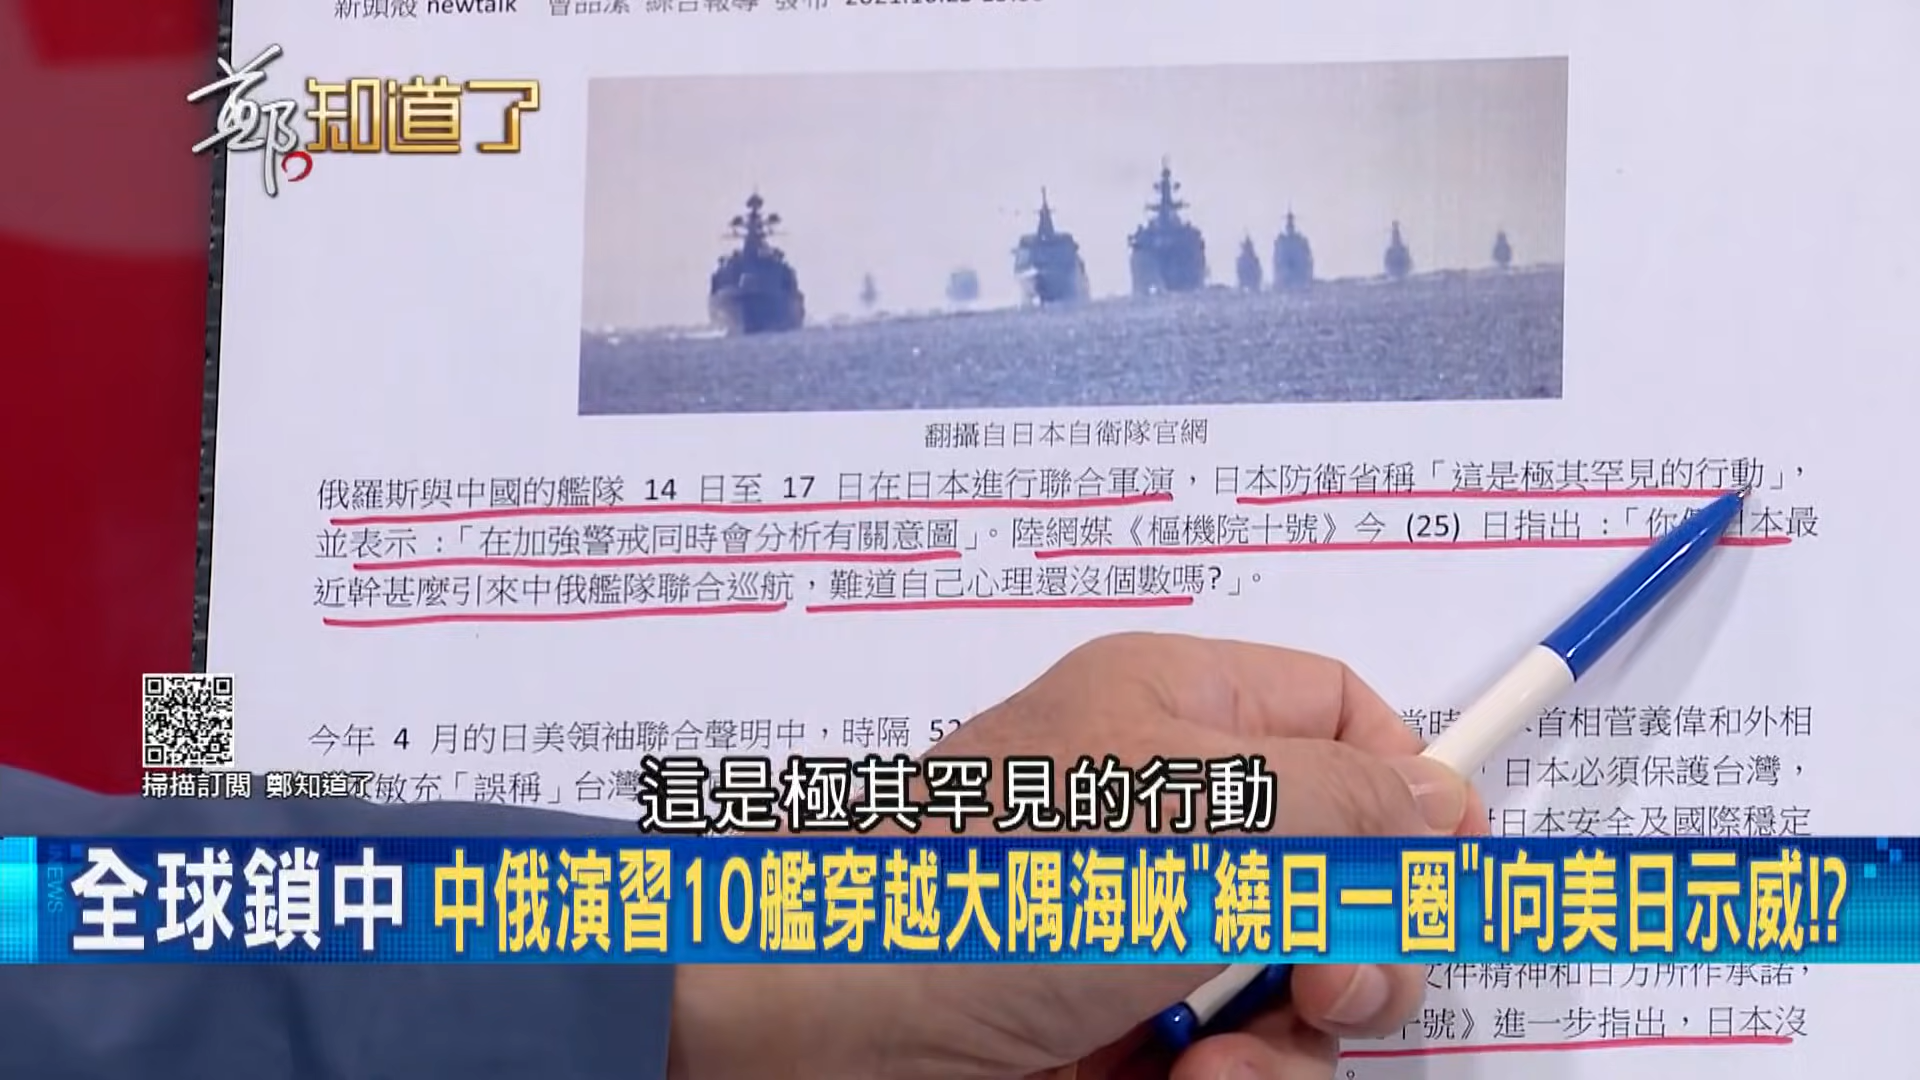 新頭殼 newtalk
鄭知道了
翻攝自日本自衛隊官網
俄羅斯與中國的艦隊 14 日至 17 日在日本進行聯合軍演，日本防衛省稱「這是極其罕見的行動」，
並表示：「在加強警戒同時會分析有關意圖」。陸網媒《樞機院十號》今 (25) 日指出：「你 日本最
近幹甚麼引來中俄艦隊聯合巡航，難道自己心理還沒個數嗎?」。
今年 4 月的日美領袖聯合聲明中，時隔 52 首相菅義偉和外相
敏充「誤稱」台灣 ，日本必須保護台灣，
日本安全及國際穩定
掃描訂閱 鄭知道了
這是極其罕見的行動
NEWS
全球鎖中 中俄演習10艦穿越大隅海峽"繞日一圈"!向美日示威!?
文件精神和日方所作承諾，
十號》進一步指出，日本沒